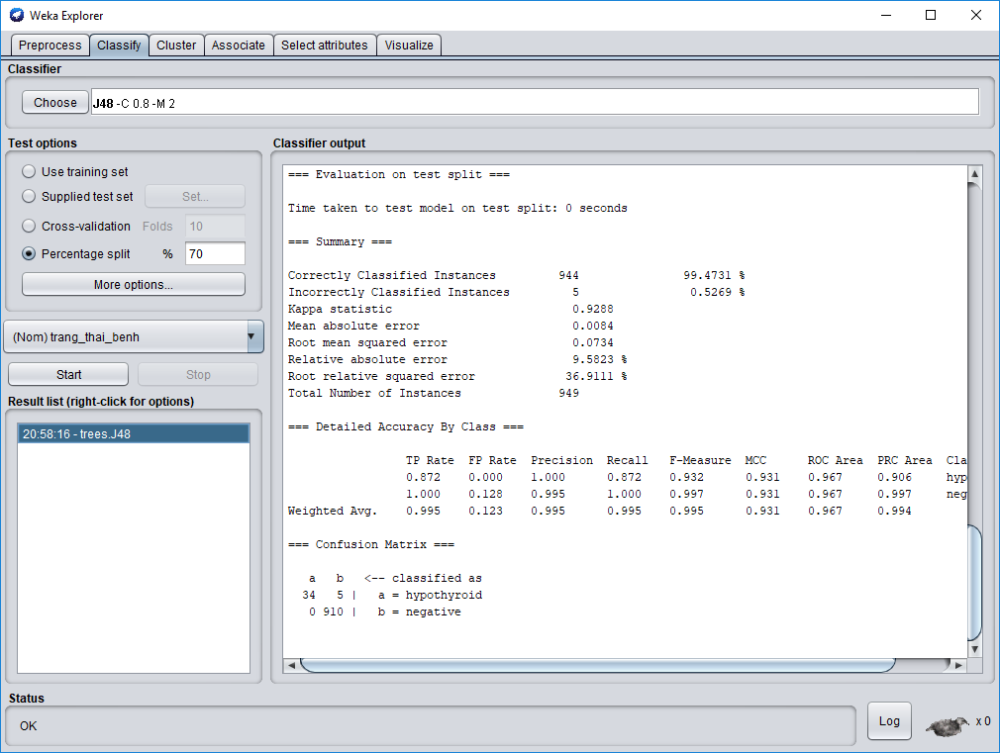 Weka Explorer
Preprocess Classify Cluster Associate Select attributes Visualize
Classifier
Choose J48 -C 0.8 -M 2
Test options
Use training set
Supplied test set Set...
Cross-validation Folds 10
Percentage split % 70
More options...
(Nom) trang_thai_benh
Start Stop
Result list (right-click for options)
20:58:16 - trees.J48
Classifier output
=== Evaluation on test split ===
Time taken to test model on test split: 0 seconds
=== Summary ===
Correctly Classified Instances 944 99.4731 %
Incorrectly Classified Instances 5 0.5269 %
Kappa statistic 0.9288
Mean absolute error 0.0084
Root mean squared error 0.0734
Relative absolute error 9.5823 %
Root relative squared error 36.9111 %
Total Number of Instances 949
=== Detailed Accuracy By Class ===
TP Rate FP Rate Precision Recall F-Measure MCC ROC Area PRC Area Cla
0.872 0.000 1.000 0.872 0.932 0.931 0.967 0.906 hyp
1.000 0.128 0.995 1.000 0.997 0.931 0.967 0.997 neg
Weighted Avg. 0.995 0.123 0.995 0.995 0.995 0.931 0.967 0.994
=== Confusion Matrix ===
a b <-- classified as
34 5 | a = hypothyroid
0 910 | b = negative
Status
OK
Log
x 0